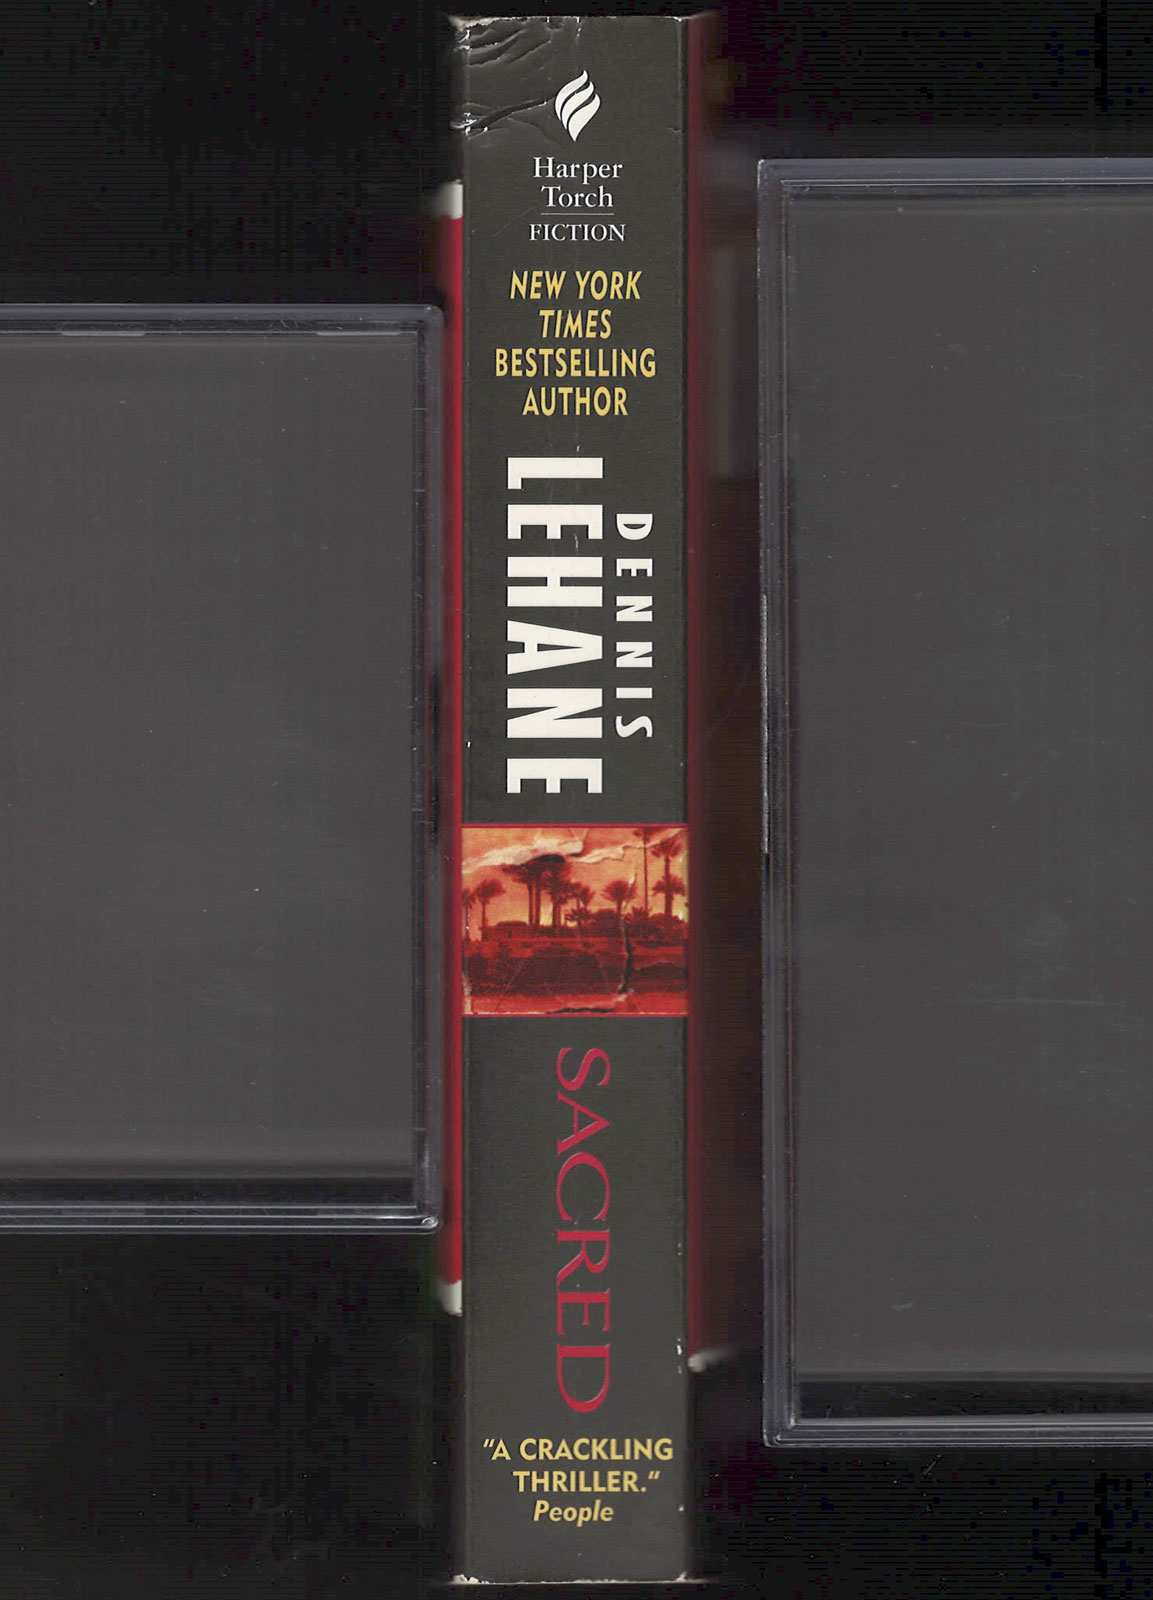 Harper
Torch
FICTION
NEW YORK
TIMES
BESTSELLING
AUTHOR
DENNIS
LEHANE
SACRED
"A CRACKLING
THRILLER."
People